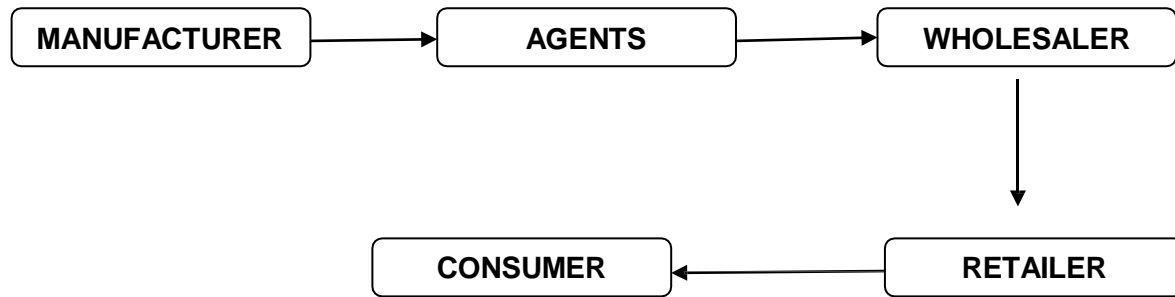 MANUFACTURER
AGENTS
WHOLESALER
CONSUMER
RETAILER